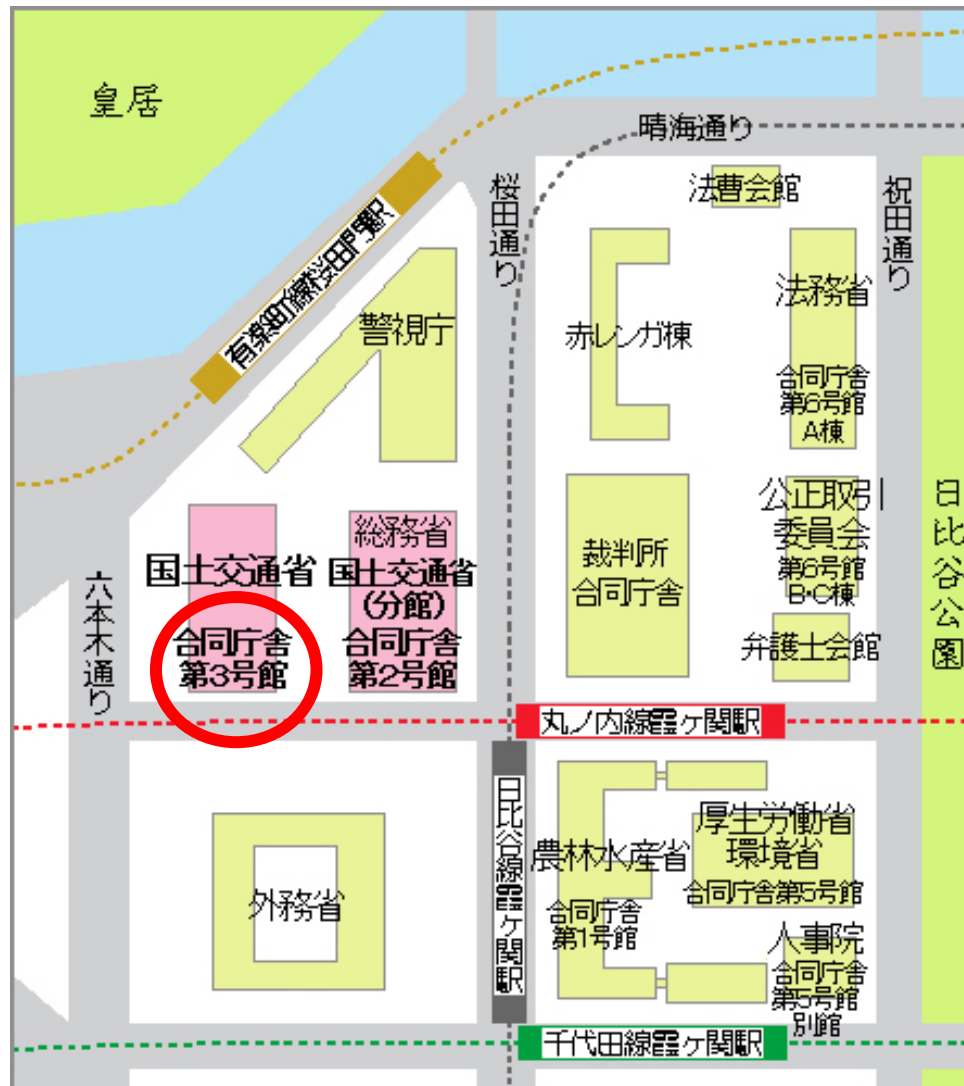 皇居
晴海通り
桜田通り
祝田通り
法曹会館
有楽町線桜田門駅
警視庁
赤レンガ棟
法務省
合同庁舎
第6号館
A棟
国土交通省
合同庁舎
第3号館
総務省
国土交通省
(分館)
合同庁舎
第2号館
裁判所
合同庁舎
公正取引
委員会
第6号館
B・C棟
弁護士会館
日比谷公園
六本木通り
丸ノ内線霞ヶ関駅
日比谷線霞ヶ関駅
外務省
農林水産省
合同庁舎
第1号館
厚生労働省
環境省
合同庁舎第5号館
人事院
合同庁舎
第5号館
別館
千代田線霞ヶ関駅